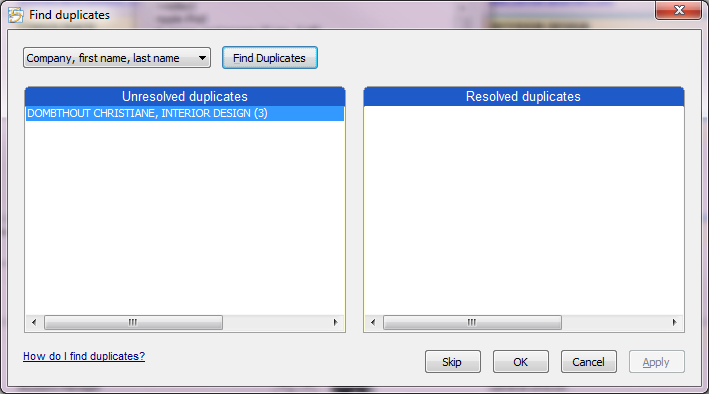 Find duplicates
Company, first name, last name
Find Duplicates
Unresolved duplicates
Resolved duplicates
DOMBTHOUT CHRISTIANE, INTERIOR DESIGN (3)
How do I find duplicates?
Skip
OK
Cancel
Apply